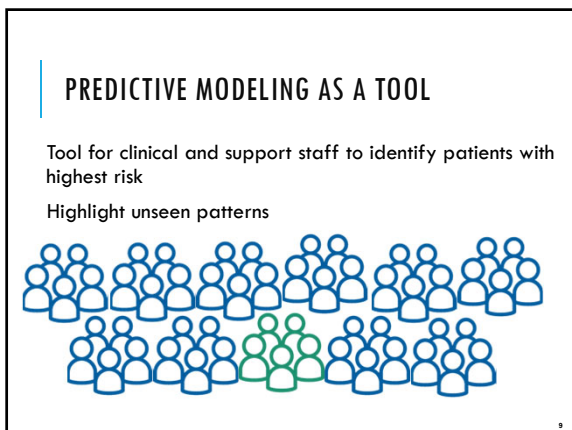 PREDICTIVE MODELING AS A TOOL
Tool for clinical and support staff to identify patients with
highest risk
Highlight unseen patterns
9